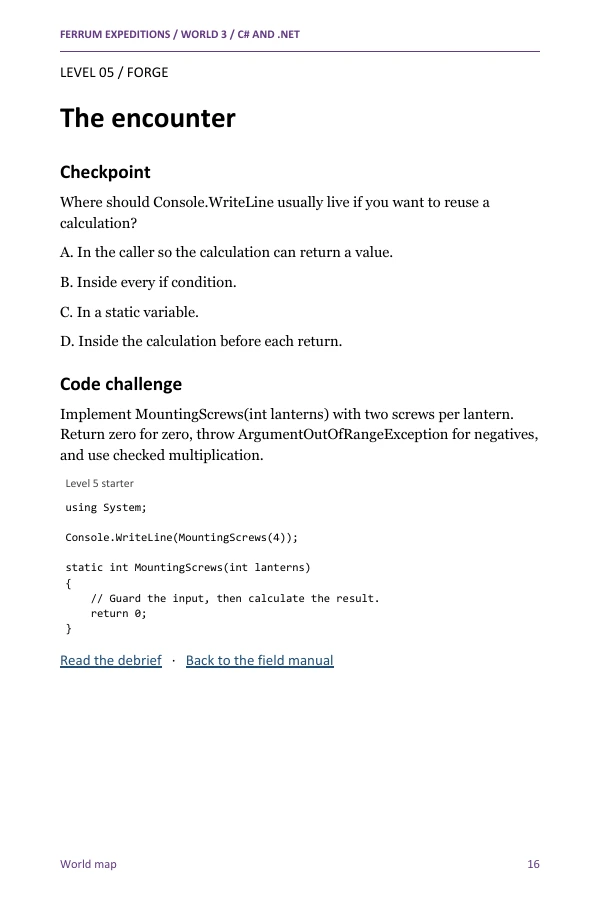 FERRUM EXPEDITIONS / WORLD 3 / C# AND .NET
LEVEL 05 / FORGE
The encounter
Checkpoint
Where should Console.WriteLine usually live if you want to reuse a
calculation?
A. In the caller so the calculation can return a value.
B. Inside every if condition.
C. In a static variable.
D. Inside the calculation before each return.
Code challenge
Implement MountingScrews(int lanterns) with two screws per lantern.
Return zero for zero, throw ArgumentOutOfRangeException for negatives,
and use checked multiplication.
Level 5 starter
using System;
Console.WriteLine(MountingScrews(4));
static int MountingScrews(int lanterns)
{
    // Guard the input, then calculate the result.
    return 0;
}
Read the debrief · Back to the field manual
World map 16